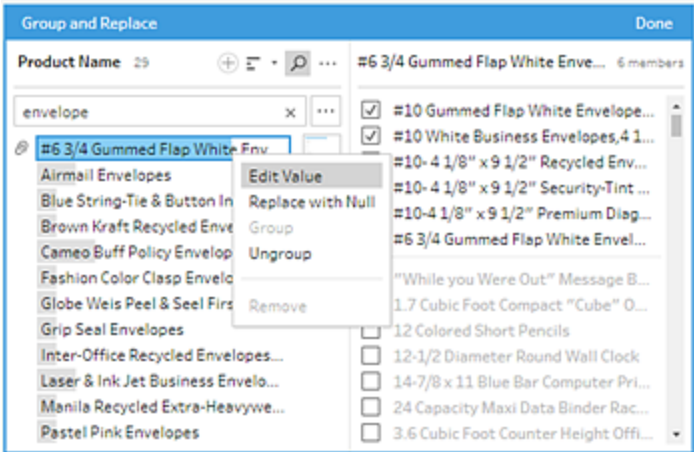 Group and Replace Done
Product Name 29
envelope
#6 3/4 Gummed Flap White Env
Airmail Envelopes
Blue String-Tie & Button In
Brown Kraft Recycled Enve
Cameo Buff Policy Envelop
Fashion Color Clasp Envelo
Globe Weis Peel & Seel Firs
Grip Seal Envelopes
Inter-Office Recycled Envelopes...
Laser & Ink Jet Business Envelo...
Manila Recycled Extra-Heavywe...
Pastel Pink Envelopes
Edit Value
Replace with Null
Group
Ungroup
Remove
#6 3/4 Gummed Flap White Enve... 6 members
#10 Gummed Flap White Envelope...
#10 White Business Envelopes,4 1...
#10- 4 1/8" x 9 1/2" Recycled Env...
#10- 4 1/8" x 9 1/2" Security-Tint ...
#10-4 1/8" x 9 1/2" Premium Diag...
#6 3/4 Gummed Flap White Envel...
"While you Were Out" Message B...
1.7 Cubic Foot Compact "Cube" O...
12 Colored Short Pencils
12-1/2 Diameter Round Wall Clock
14-7/8 x 11 Blue Bar Computer Pri...
24 Capacity Maxi Data Binder Rac...
3.6 Cubic Foot Counter Height Offi...